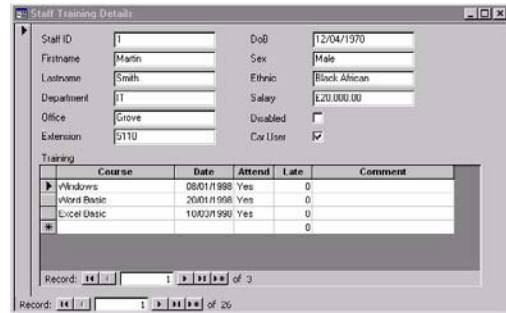 Staff Training Details
Staff ID 1 DoB 12/04/1970
Firstname Martin Sex Male
Lastname Smith Ethnic Black African
Department IT Salary £20,000.00
Office Grove Disabled
Extension 5110 Car User
Training
Course Date Attend Late Comment
Windows 08/01/1998 Yes 0
Word Basic 20/01/1998 Yes 0
Excel Basic 10/03/1998 Yes 0
0
Record: 1 of 3
Record: 1 of 26